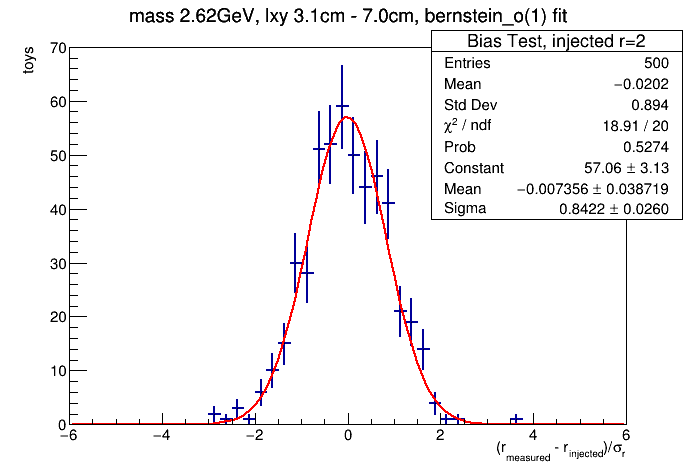 mass 2.62GeV, lxy 3.1cm - 7.0cm, bernstein_o(1) fit
toys
Bias Test, injected r=2
Entries 500
Mean −0.0202
Std Dev 0.894
χ² / ndf 18.91 / 20
Prob 0.5274
Constant 57.06 ± 3.13
Mean −0.007356 ± 0.038719
Sigma 0.8422 ± 0.0260
70
60
50
40
30
20
10
0
−6 −4 −2 0 2 4 6
(r_measured - r_injected)/σ_r